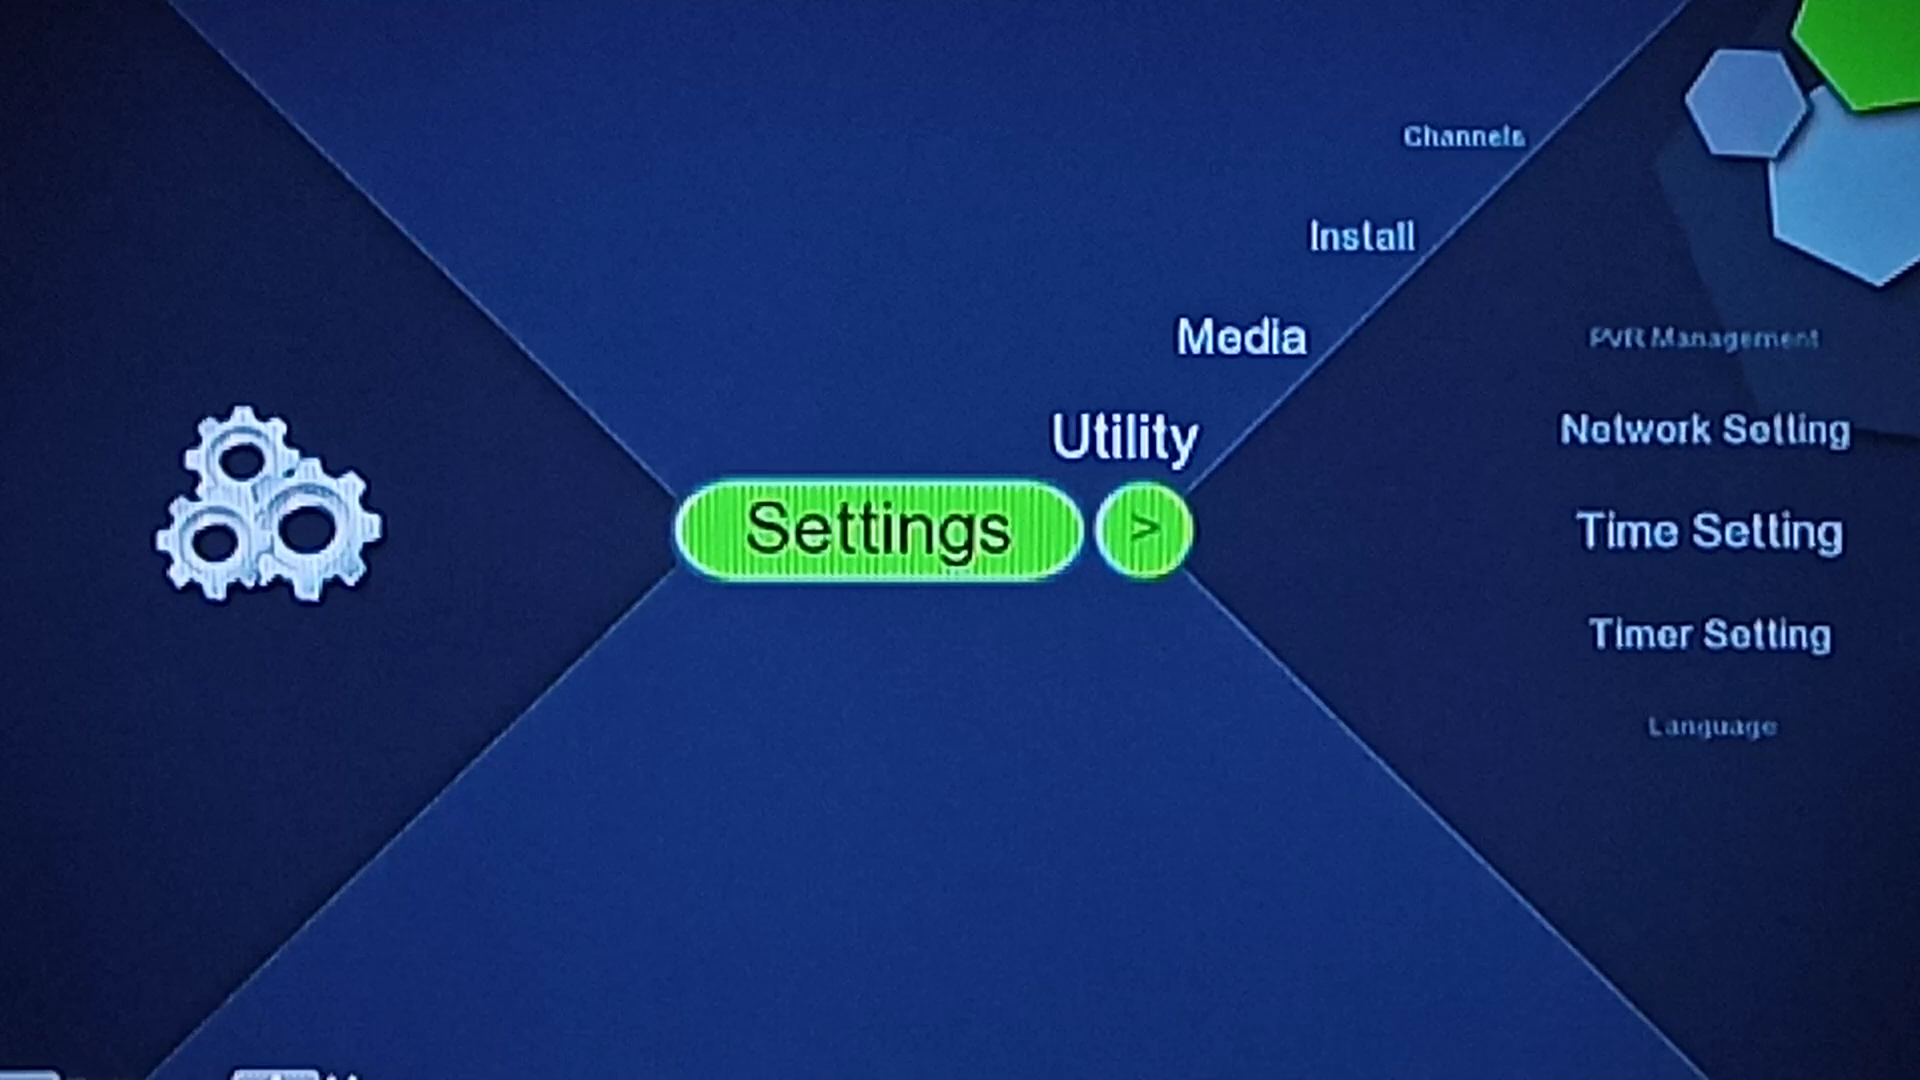 Channels
Install
Media
Utility
Settings >
PVR Management
Network Setting
Time Setting
Timer Setting
Language